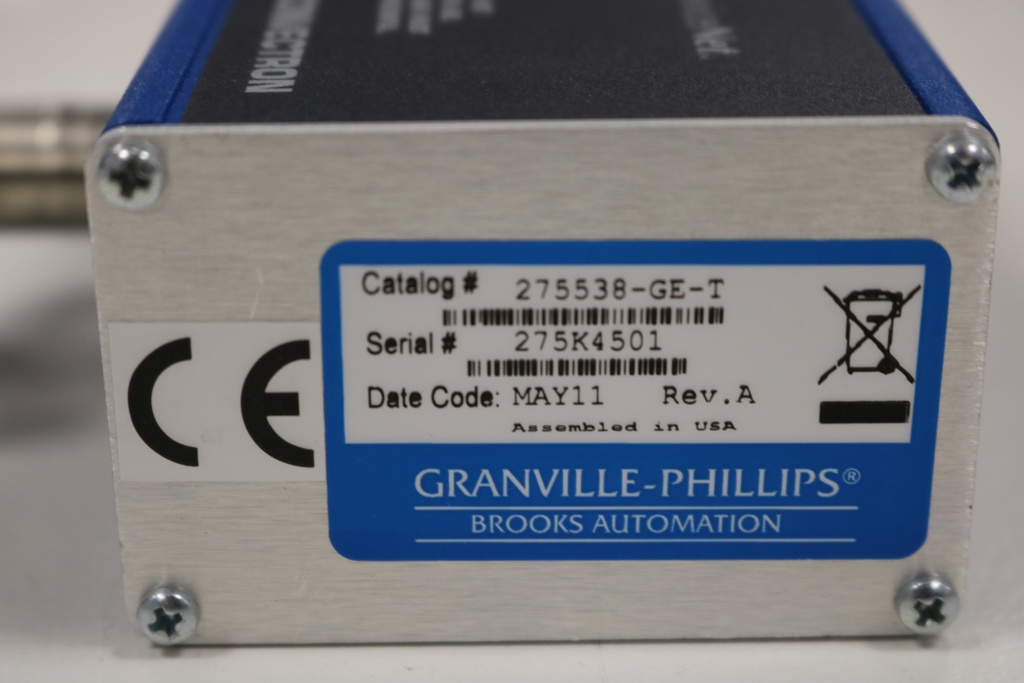 Catalog # 275538-GE-T
Serial # 275K4501
Date Code: MAY11 Rev.A
Assembled in USA
CE
GRANVILLE-PHILLIPS®
BROOKS AUTOMATION